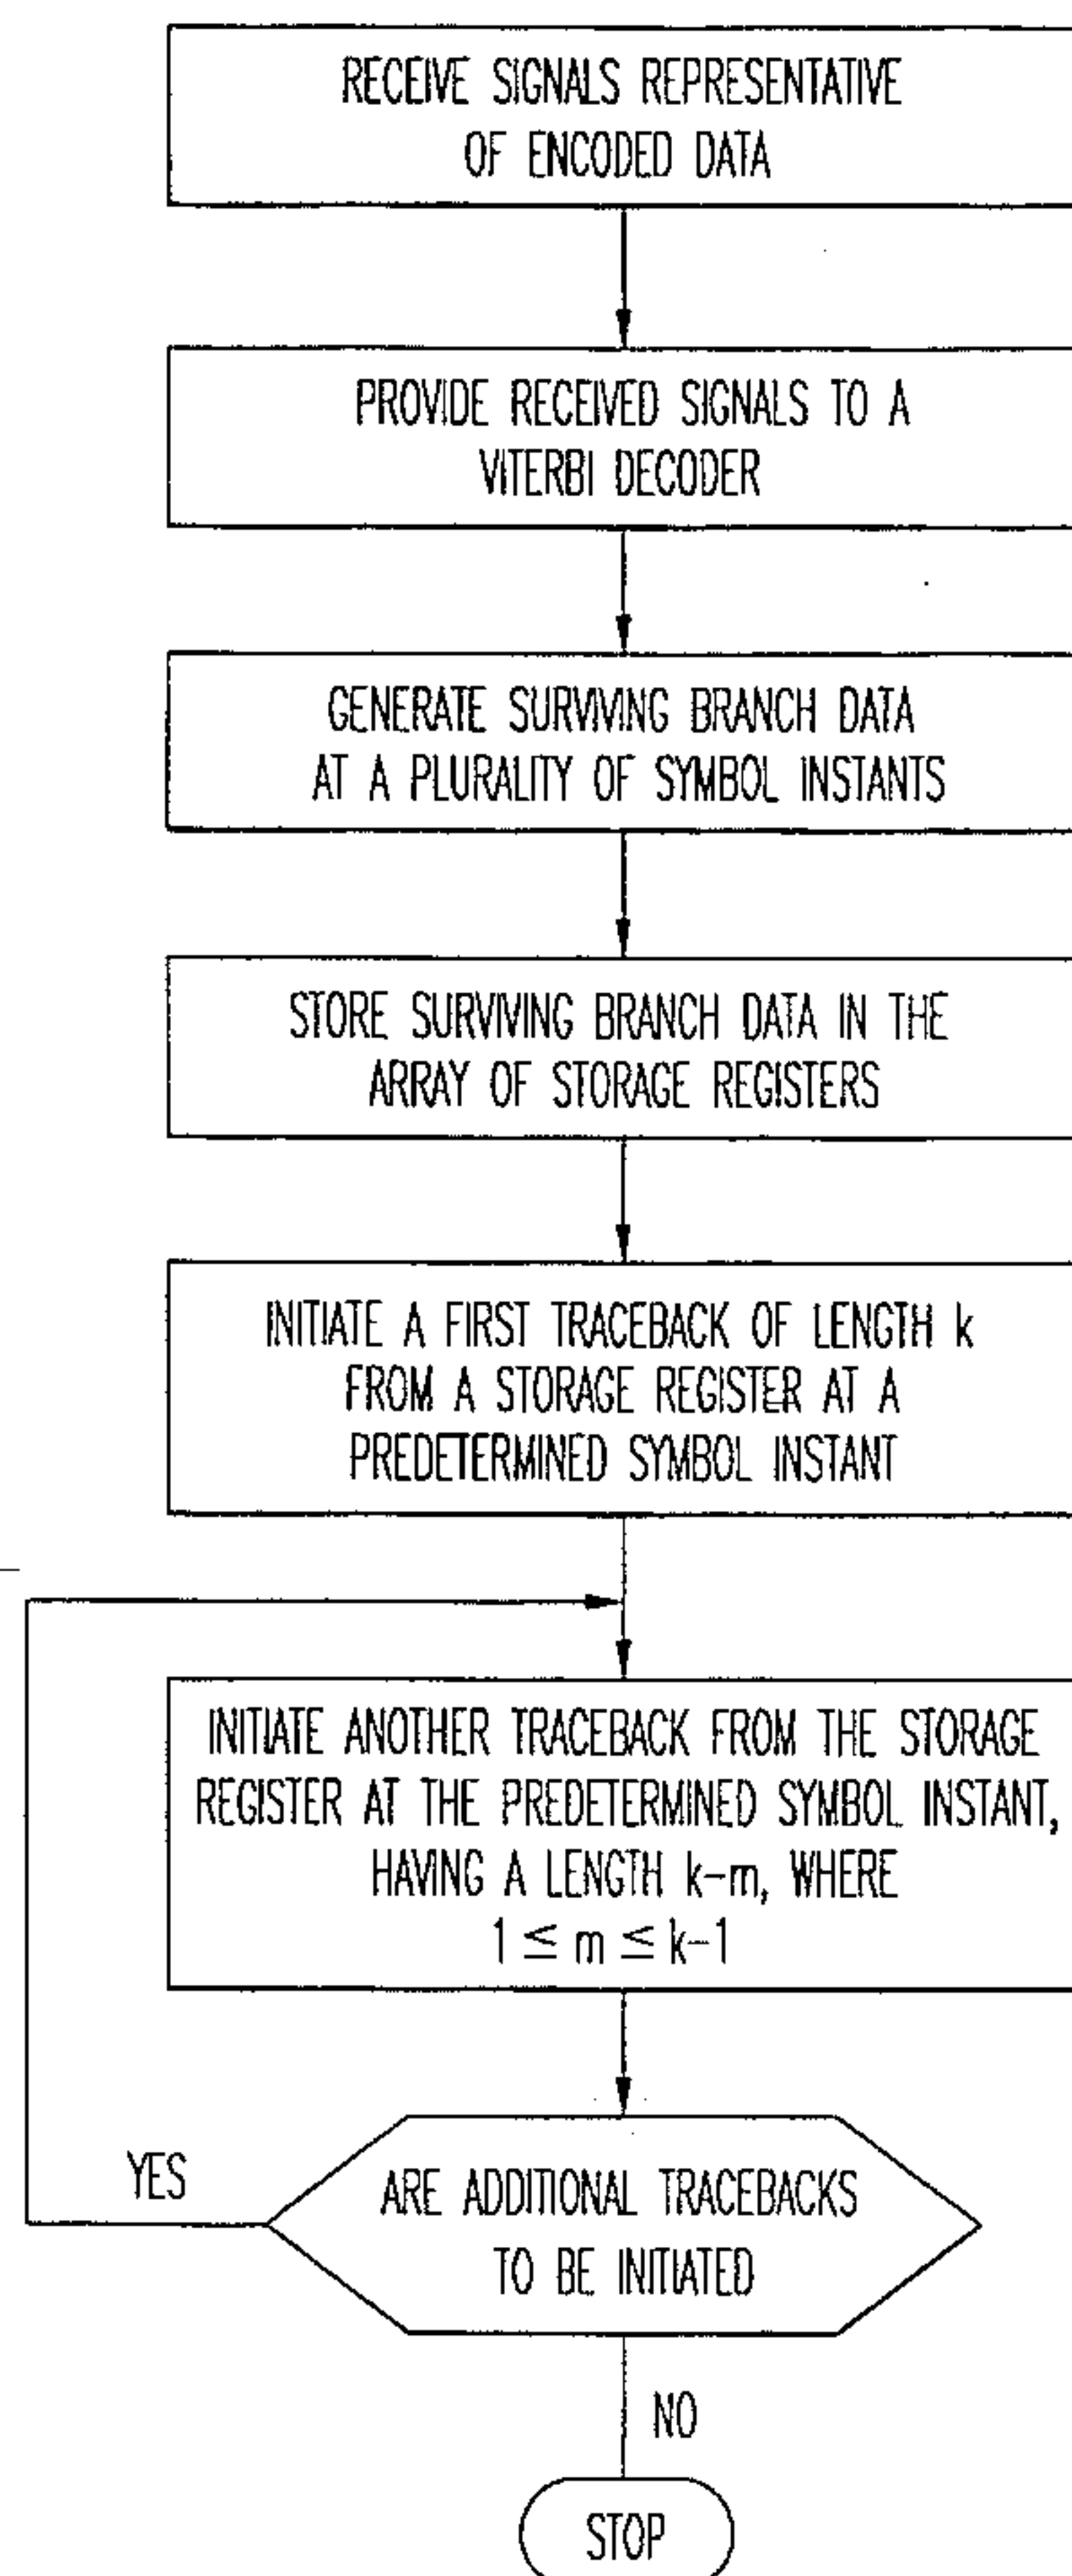 RECEIVE SIGNALS REPRESENTATIVE
OF ENCODED DATA
PROVIDE RECEIVED SIGNALS TO A
VITERBI DECODER
GENERATE SURVIVING BRANCH DATA
AT A PLURALITY OF SYMBOL INSTANTS
STORE SURVIVING BRANCH DATA IN THE
ARRAY OF STORAGE REGISTERS
INITIATE A FIRST TRACEBACK OF LENGTH k
FROM A STORAGE REGISTER AT A
PREDETERMINED SYMBOL INSTANT
INITIATE ANOTHER TRACEBACK FROM THE STORAGE
REGISTER AT THE PREDETERMINED SYMBOL INSTANT,
HAVING A LENGTH k-m, WHERE
1 ≤ m ≤ k-1
YES
ARE ADDITIONAL TRACEBACKS
TO BE INITIATED
NO
STOP